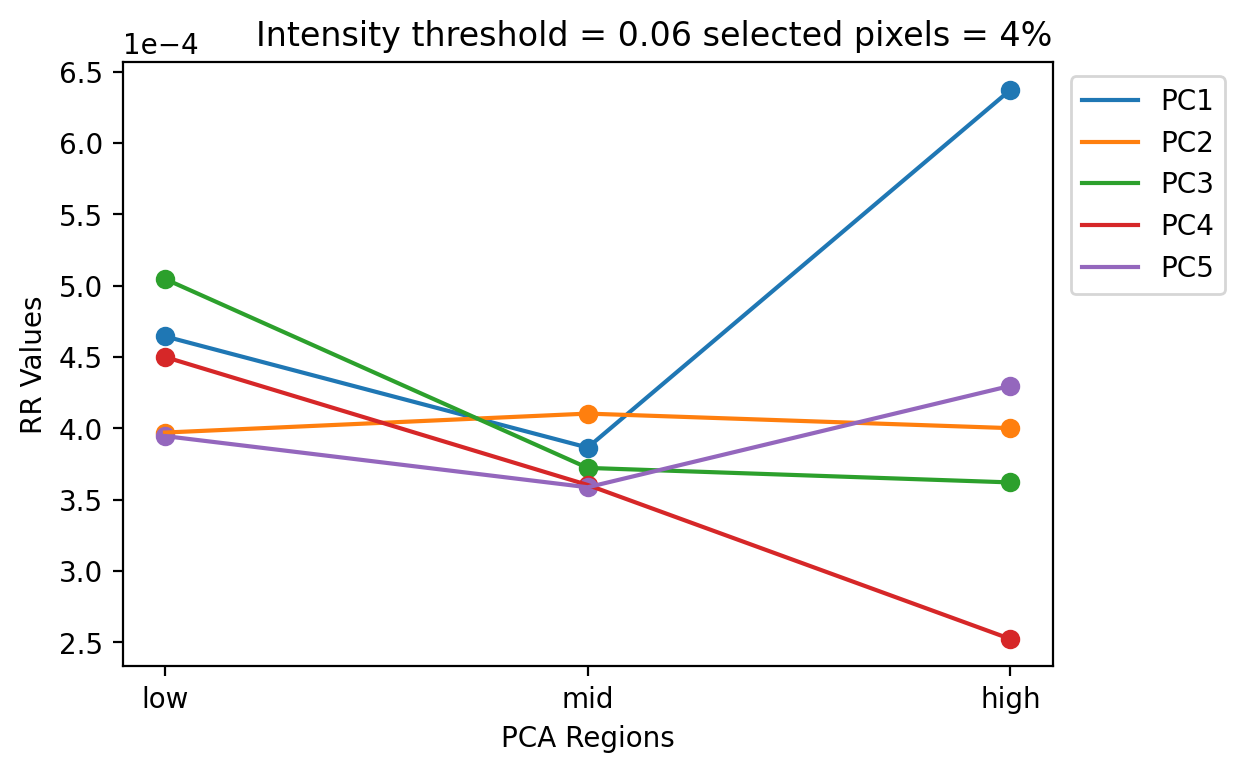 Intensity threshold = 0.06 selected pixels = 4%
1e−4
6.5
6.0
5.5
5.0
4.5
4.0
3.5
3.0
2.5
RR Values
low
mid
high
PCA Regions
PC1
PC2
PC3
PC4
PC5